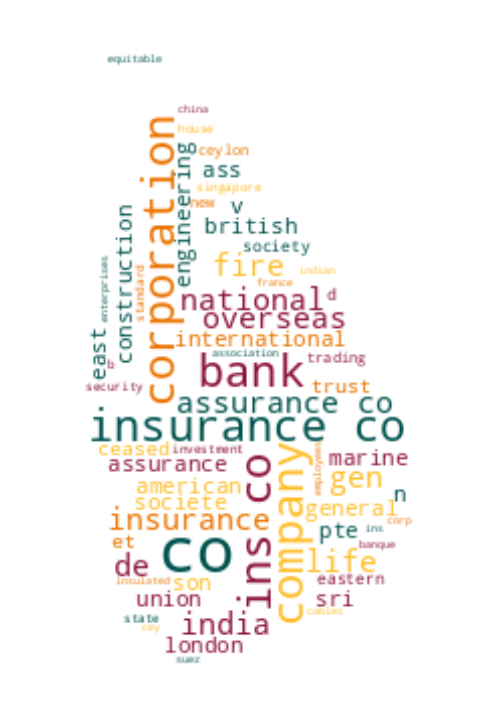 equitable
china
house
corporation
engineering
ceylon
ass
singapore
new
v
construction
british
society
fire
indian
enterprises
standard
france
national
d
overseas
east
international
association
b
bank
trading
security
trust
assurance co
insurance co
ceased
investment
employees
marine
assurance
ins co
company
gen
american
n
societe
general
insurance
corp
pte
ins
et
co
banque
de
life
insulated
son
eastern
union
sri
cables
state
india
cey
london
suez